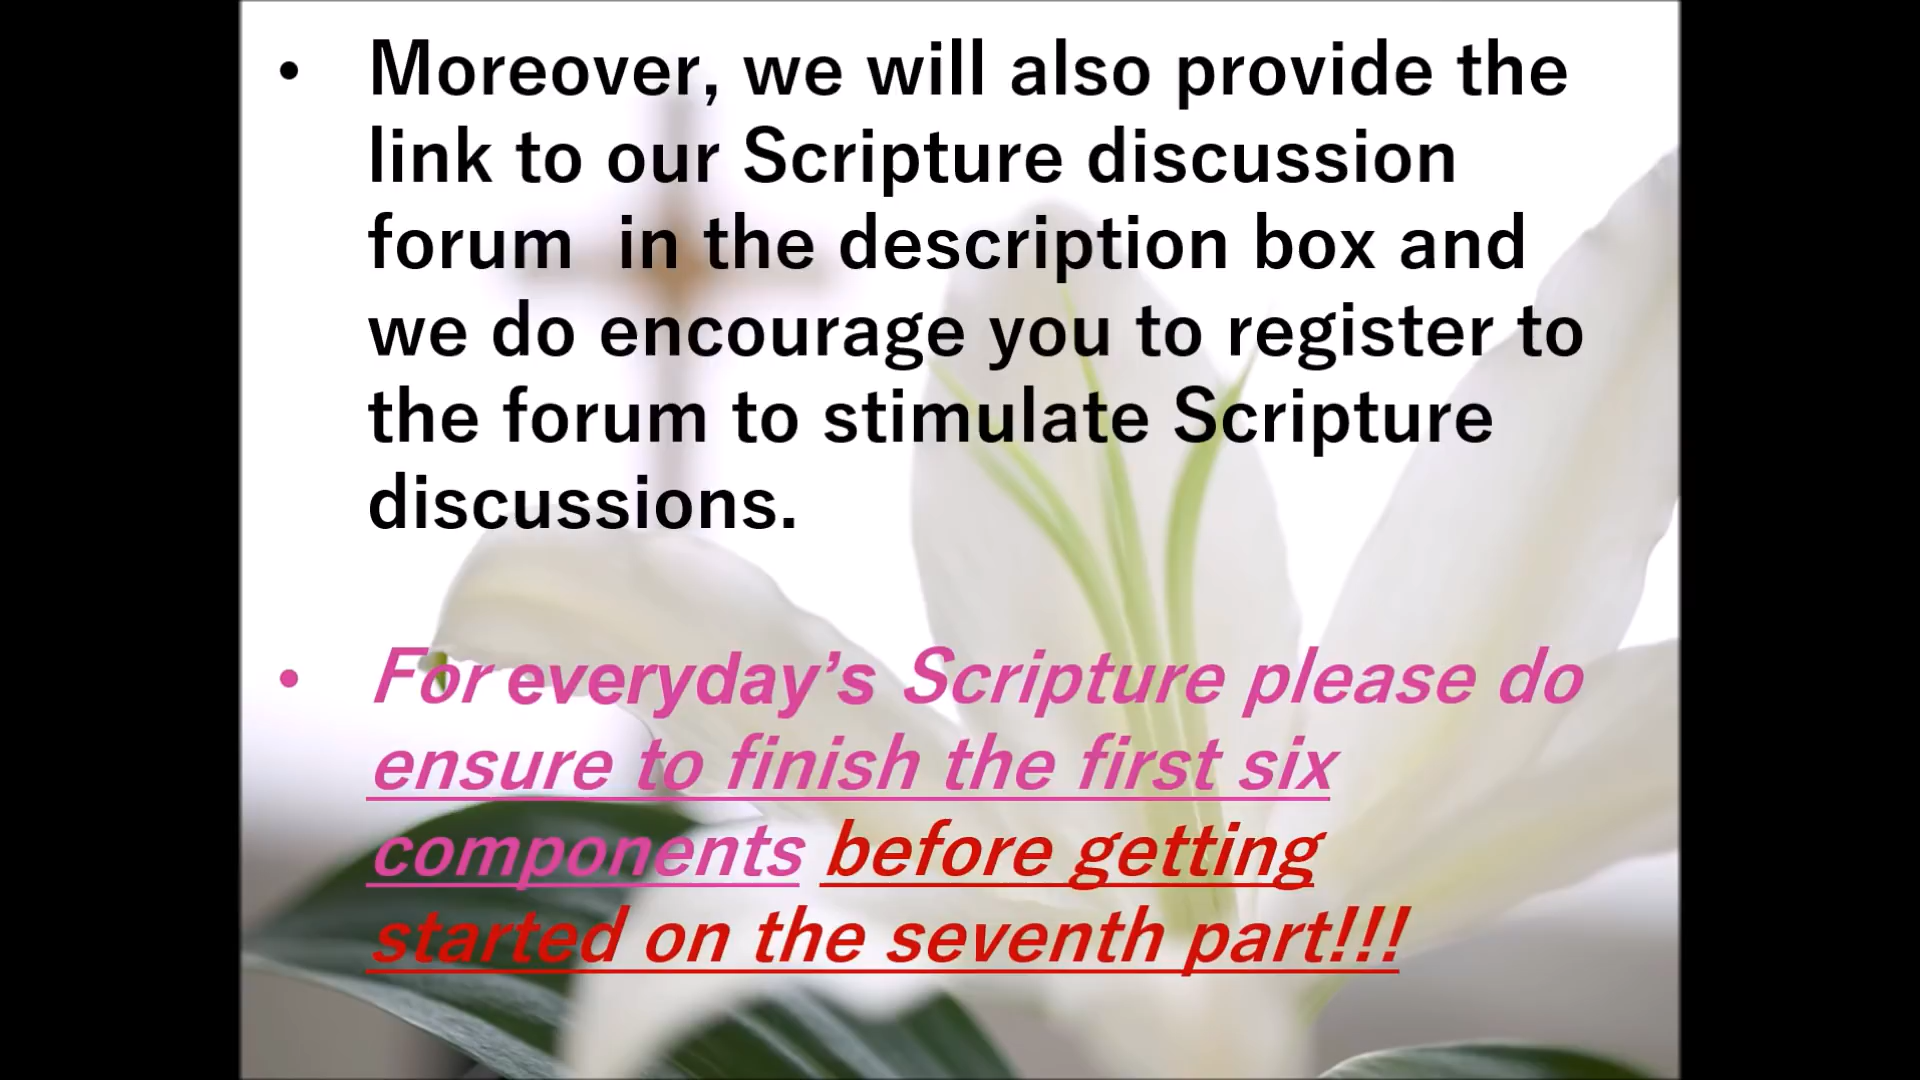 • Moreover, we will also provide the
link to our Scripture discussion
forum  in the description box and
we do encourage you to register to
the forum to stimulate Scripture
discussions.
• For everyday’s Scripture please do
ensure to finish the first six
components before getting
started on the seventh part!!!